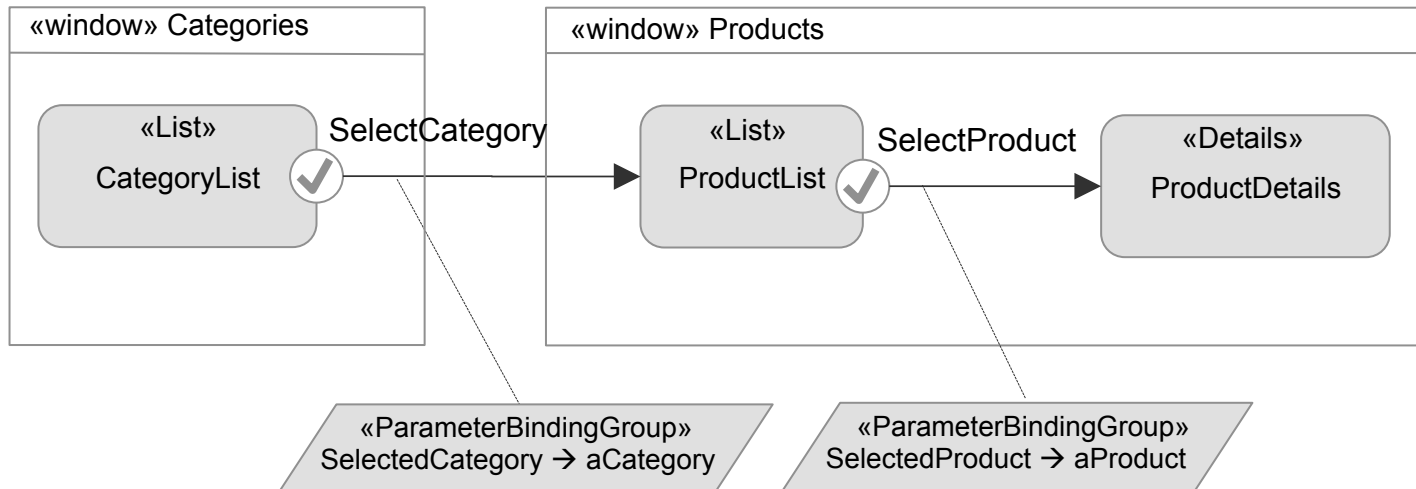 «window» Categories
«window» Products
«List»
CategoryList
SelectCategory
«List»
ProductList
SelectProduct
«Details»
ProductDetails
«ParameterBindingGroup»
SelectedCategory → aCategory
«ParameterBindingGroup»
SelectedProduct → aProduct